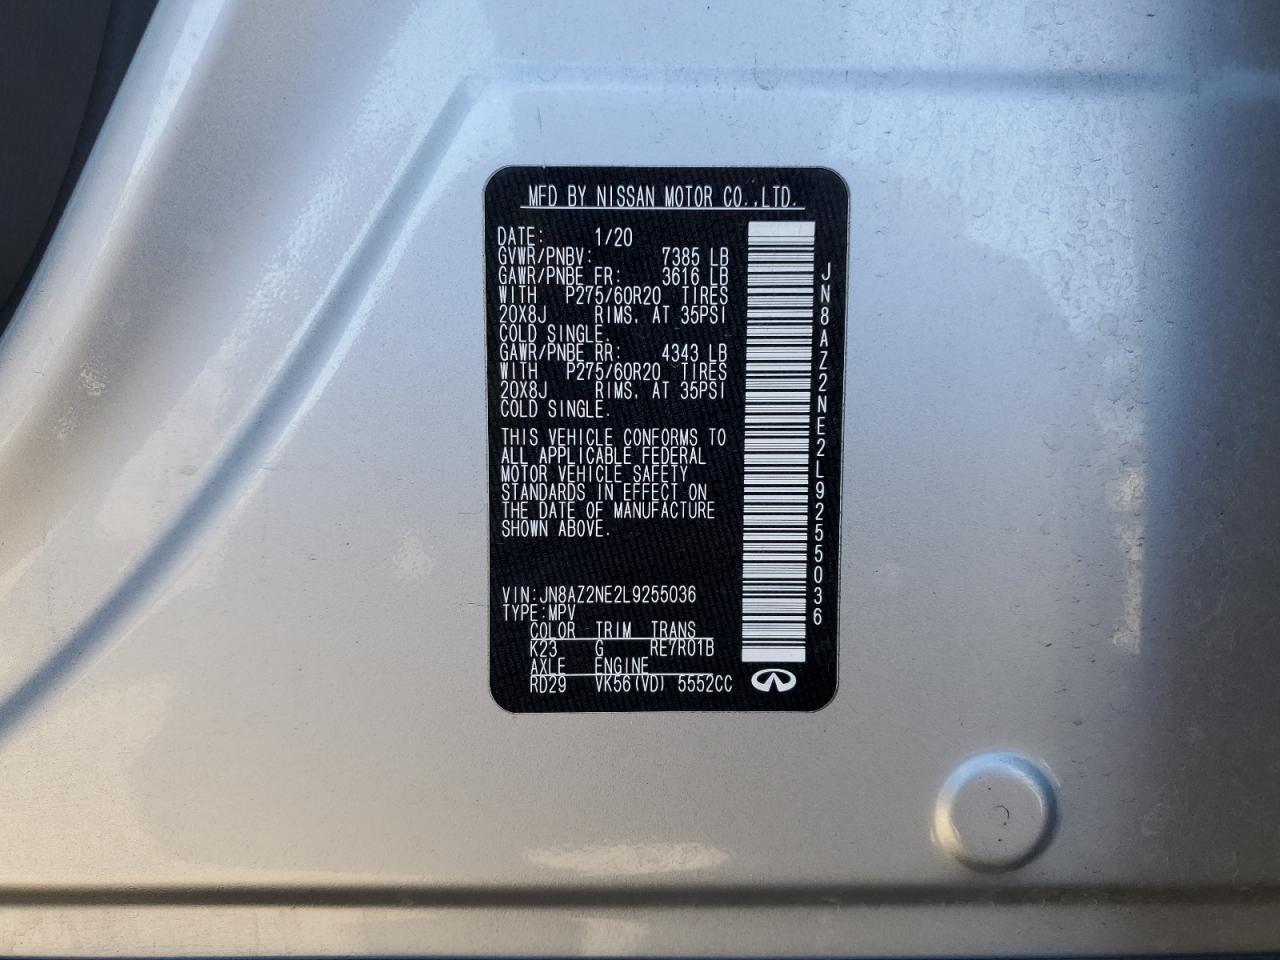 MFD BY NISSAN MOTOR CO.,LTD.
DATE: 1/20
GVWR/PNBV: 7385 LB
GAWR/PNBE FR: 3616 LB
WITH P275/60R20 TIRES
20X8J RIMS. AT 35PSI
COLD SINGLE.
GAWR/PNBE RR: 4343 LB
WITH P275/60R20 TIRES
20X8J RIMS. AT 35PSI
COLD SINGLE.
THIS VEHICLE CONFORMS TO
ALL APPLICABLE FEDERAL
MOTOR VEHICLE SAFETY
STANDARDS IN EFFECT ON
THE DATE OF MANUFACTURE
SHOWN ABOVE.
VIN:JN8AZ2NE2L9255036
TYPE:MPV
COLOR TRIM TRANS
K23 G RE7R01B
AXLE ENGINE
RD29 VK56(VD) 5552CC
JN8AZ2NE2L9255036